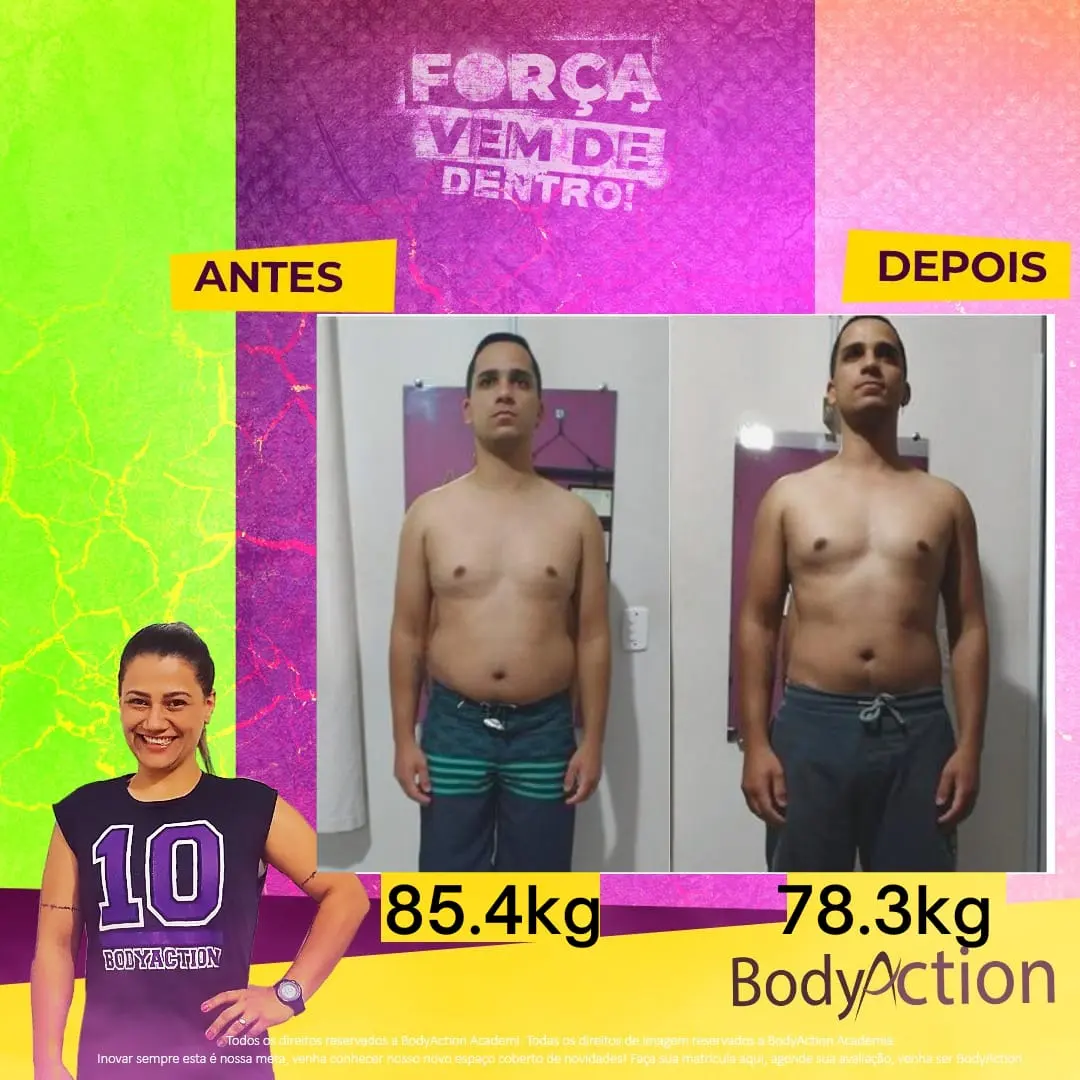 FORÇA
VEM DE
DENTRO!
ANTES
DEPOIS
85.4kg
78.3kg
10
BODYACTION
BodyAction
Todos os direitos reservados a BodyAction Academi. Todas os direitos de Imagem reservados a BodyAction Academia
Inovar sempre esta é nossa meta, venha conhecer nosso novo espaço coberto de novidades! Faça sua matricula aqui, agende sua avaliação, venha ser BodyAction